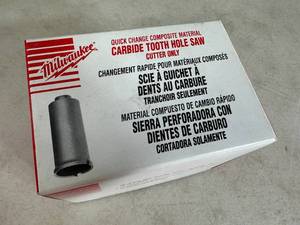 Milwaukee
QUICK CHANGE COMPOSITE MATERIAL
CARBIDE TOOTH HOLE SAW
CUTTER ONLY
CHANGEMENT RAPIDE POUR MATÉRIAUX COMPOSÉS
SCIE À GUICHET À
DENTS AU CARBURE
TRANCHOIR SEULEMENT
MATERIAL COMPUESTO DE CAMBIO RÁPIDO
SIERRA PERFORADORA CON
DIENTES DE CARBURO
CORTADORA SOLAMENTE